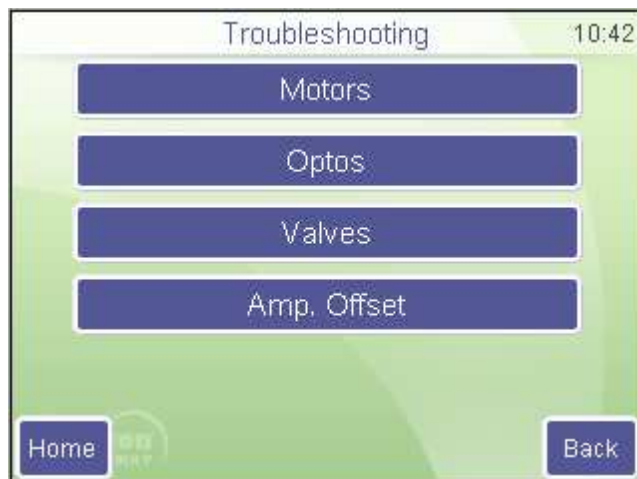 Troubleshooting 10:42
Motors
Optos
Valves
Amp. Offset
Home
Back